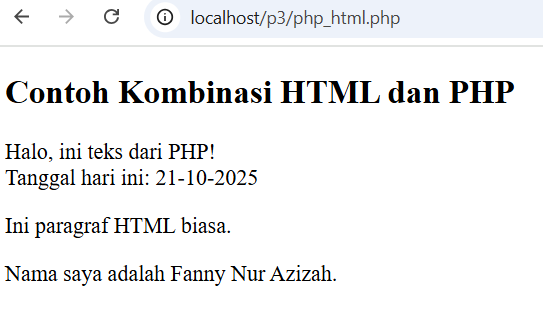 localhost/p3/php_html.php
Contoh Kombinasi HTML dan PHP
Halo, ini teks dari PHP!
Tanggal hari ini: 21-10-2025
Ini paragraf HTML biasa.
Nama saya adalah Fanny Nur Azizah.